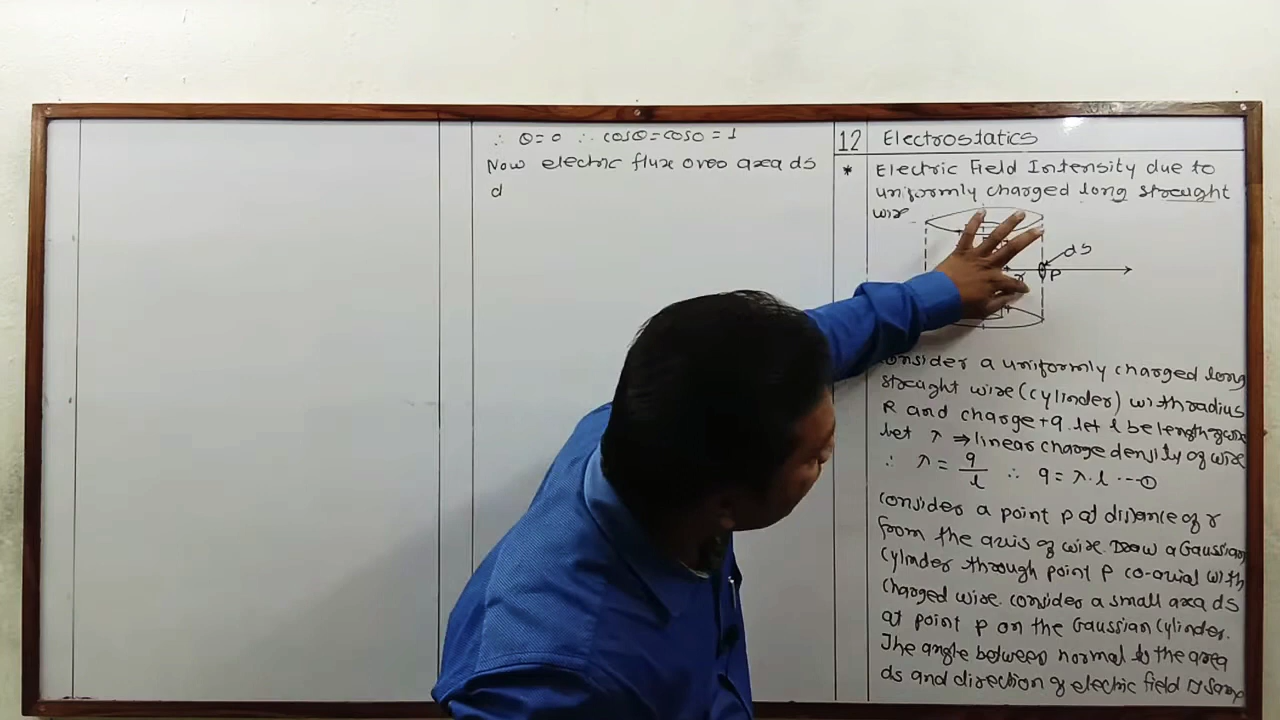 12 Electrostatics
* Electric Field Intensity due to
uniformly charged long streught
wire.
ds
r
P
Consider a uniformly charged long
streught wire (cylinder) with radius
R and charge +q. let l be length of wire
Let λ ⇒ linear charge density of wire
∴ λ = q/l ∴ q = λ.l ---①
Consider a point P at distance of r
from the axis of wire. Draw a Gaussian
Cylinder through point P co-axial with
charged wire. Consider a small area ds
at point P on the Gaussian Cylinder.
The angle between normal to the area
ds and direction of electric field is same
∴ θ = 0 ∴ cosθ = cos0 = 1
Now electric flux over area ds
d